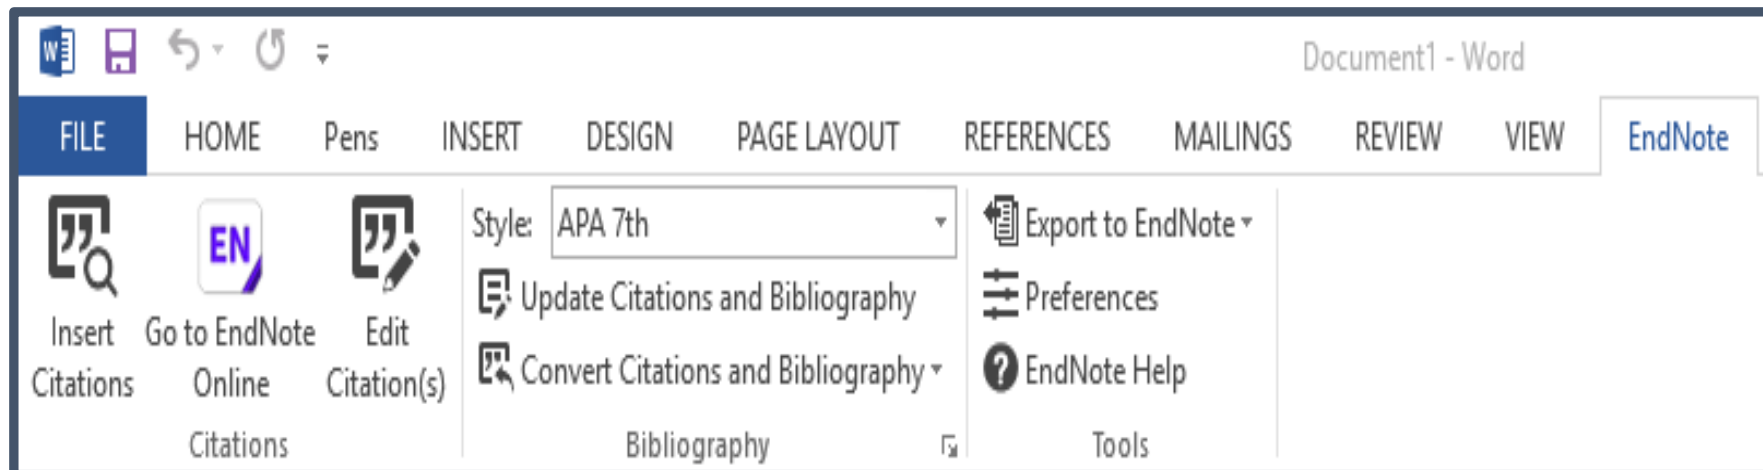 Document1 - Word
FILE HOME Pens INSERT DESIGN PAGE LAYOUT REFERENCES MAILINGS REVIEW VIEW EndNote
Insert Citations
EN
Go to EndNote Online
Edit Citation(s)
Citations
Style: APA 7th
Update Citations and Bibliography
Convert Citations and Bibliography
Bibliography
Export to EndNote
Preferences
EndNote Help
Tools